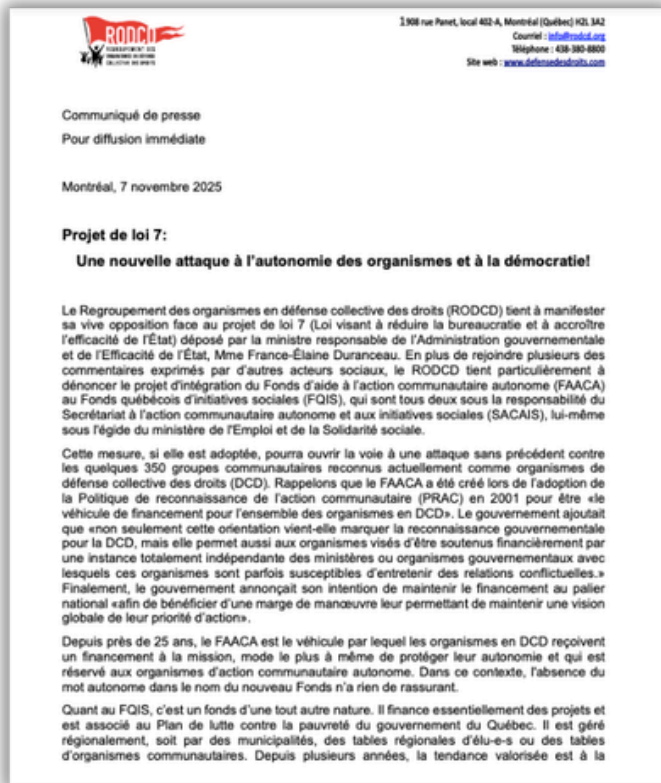 RODCD
REGROUPEMENT DES
ORGANISMES EN DÉFENSE
COLLECTIVE DES DROITS
1908 rue Panet, local 402-A, Montréal (Québec) H2L 3A2
Courriel : info@rodcd.org
Téléphone : 438-380-8800
Site web : www.defensedesdroits.com
Communiqué de presse
Pour diffusion immédiate
Montréal, 7 novembre 2025
Projet de loi 7:
Une nouvelle attaque à l'autonomie des organismes et à la démocratie!
Le Regroupement des organismes en défense collective des droits (RODCD) tient à manifester
sa vive opposition face au projet de loi 7 (Loi visant à réduire la bureaucratie et à accroître
l'efficacité de l'État) déposé par la ministre responsable de l'Administration gouvernementale
et de l'Efficacité de l'État, Mme France-Élaine Duranceau. En plus de rejoindre plusieurs des
commentaires exprimés par d'autres acteurs sociaux, le RODCD tient particulièrement à
dénoncer le projet d'intégration du Fonds d'aide à l'action communautaire autonome (FAACA)
au Fonds québécois d'initiatives sociales (FQIS), qui sont tous deux sous la responsabilité du
Secrétariat à l'action communautaire autonome et aux initiatives sociales (SACAIS), lui-même
sous l'égide du ministère de l'Emploi et de la Solidarité sociale.
Cette mesure, si elle est adoptée, pourra ouvrir la voie à une attaque sans précédent contre
les quelques 350 groupes communautaires reconnus actuellement comme organismes de
défense collective des droits (DCD). Rappelons que le FAACA a été créé lors de l'adoption de
la Politique de reconnaissance de l'action communautaire (PRAC) en 2001 pour être «le
véhicule de financement pour l'ensemble des organismes en DCD». Le gouvernement ajoutait
que «non seulement cette orientation vient-elle marquer la reconnaissance gouvernementale
pour la DCD, mais elle permet aussi aux organismes visés d'être soutenus financièrement par
une instance totalement indépendante des ministères ou organismes gouvernementaux avec
lesquels ces organismes sont parfois susceptibles d'entretenir des relations conflictuelles.»
Finalement, le gouvernement annonçait son intention de maintenir le financement au palier
national «afin de bénéficier d'une marge de manœuvre leur permettant de maintenir une vision
globale de leur priorité d'action».
Depuis près de 25 ans, le FAACA est le véhicule par lequel les organismes en DCD reçoivent
un financement à la mission, mode le plus à même de protéger leur autonomie et qui est
réservé aux organismes d'action communautaire autonome. Dans ce contexte, l'absence du
mot autonome dans le nom du nouveau Fonds n'a rien de rassurant.
Quant au FQIS, c'est un fonds d'une tout autre nature. Il finance essentiellement des projets et
est associé au Plan de lutte contre la pauvreté du gouvernement du Québec. Il est géré
régionalement, soit par des municipalités, des tables régionales d'élu-e-s ou des tables
d'organismes communautaires. Depuis plusieurs années, la tendance valorisée est à la